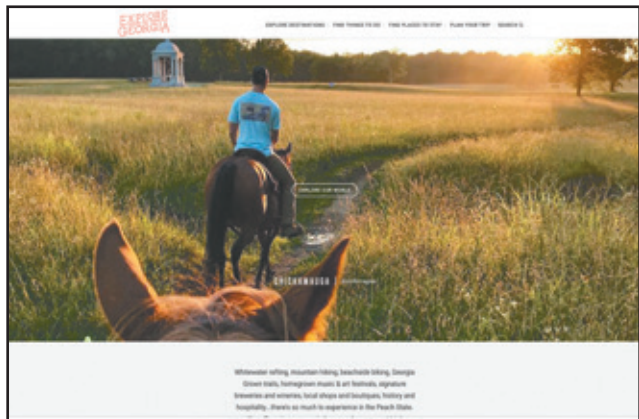 EXPLORE
GEORGIA
EXPLORE DESTINATIONS FIND THINGS TO DO FIND PLACES TO STAY PLAN YOUR TRIP SEARCH
EXPLORE OUR WORLD
CHICKAMAUGA
Whitewater rafting, mountain hiking, beachside biking, Georgia
Grown trails, homegrown music & art festivals, signature
breweries and wineries, local shops and boutiques, history and
hospitality...there's so much to experience in the Peach State.